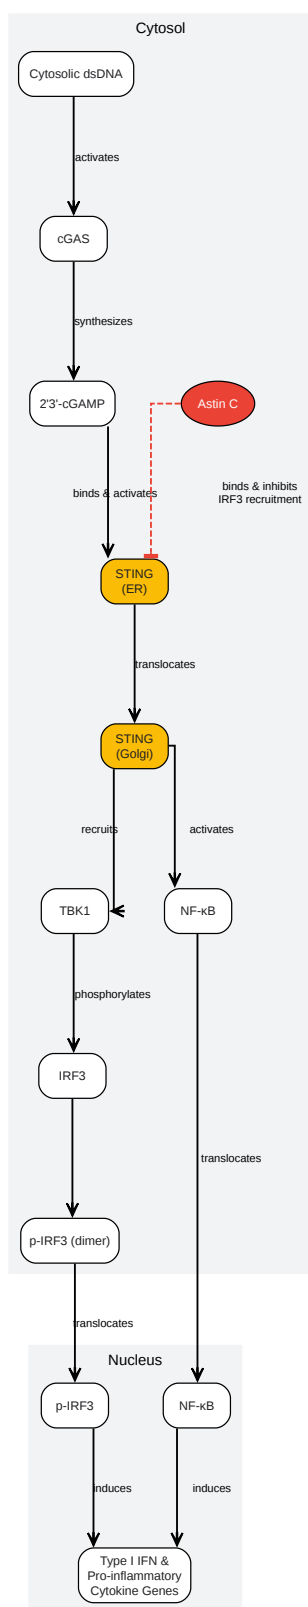 Cytosol
Cytosolic dsDNA
activates
cGAS
synthesizes
2'3'-cGAMP
Astin C
binds & activates
binds & inhibits
IRF3 recruitment
STING
(ER)
translocates
STING
(Golgi)
recruits
activates
TBK1
NF-κB
phosphorylates
IRF3
translocates
p-IRF3 (dimer)
translocates
Nucleus
p-IRF3
NF-κB
induces
induces
Type I IFN &
Pro-inflammatory
Cytokine Genes